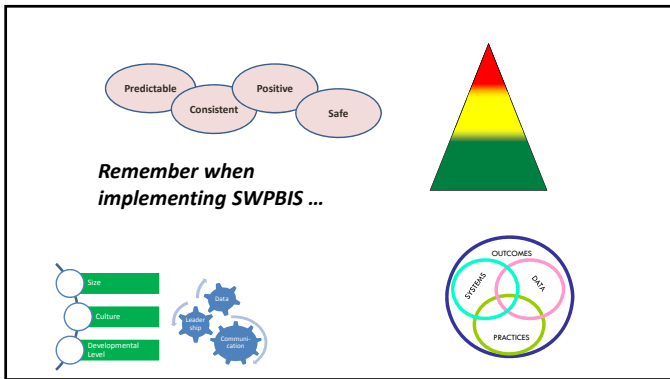 Predictable
Consistent
Positive
Safe
Remember when
implementing SWPBIS …
Size
Culture
Developmental
Level
Data
Leader
ship
Communi-
cation
OUTCOMES
SYSTEMS
DATA
PRACTICES